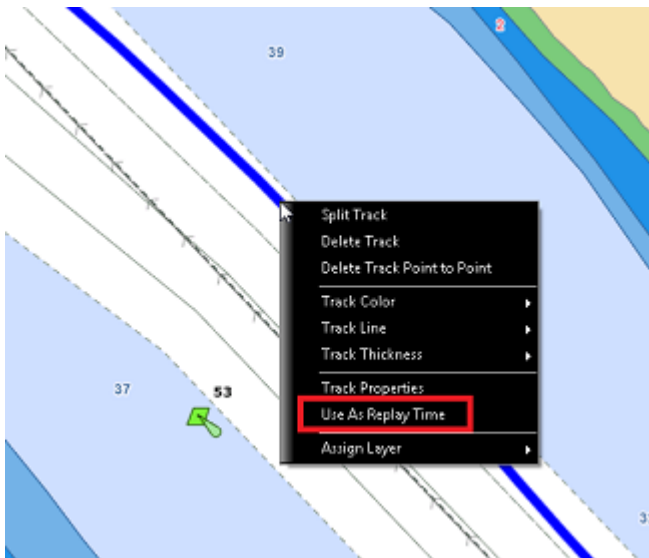 2
39
Split Track
Delete Track
Delete Track Point to Point
Track Color
Track Line
Track Thickness
Track Properties
Use As Replay Time
Assign Layer
37
53